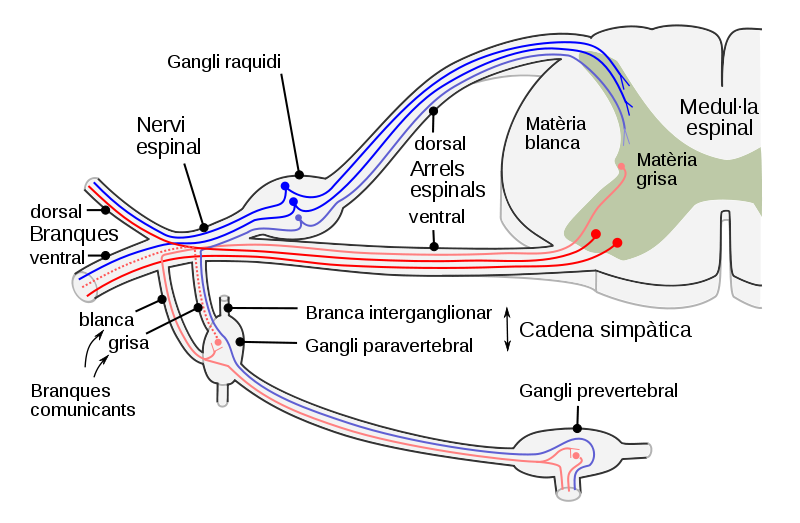 Gangli raquidi
Nervi
espinal
dorsal
Arrels
espinals
ventral
Matèria
blanca
Medul·la
espinal
Matèria
grisa
dorsal
Branques
ventral
blanca
grisa
Branques
comunicants
Branca interganglionar
Gangli paravertebral
Cadena simpàtica
Gangli prevertebral